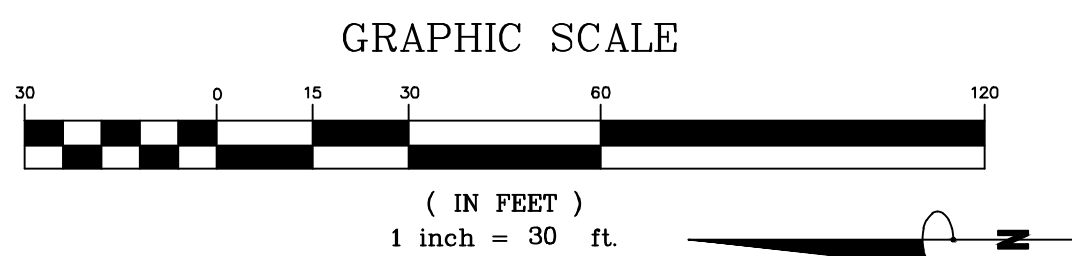 GRAPHIC SCALE
30 0 15 30 60 120
( IN FEET )
1 inch = 30 ft.
N